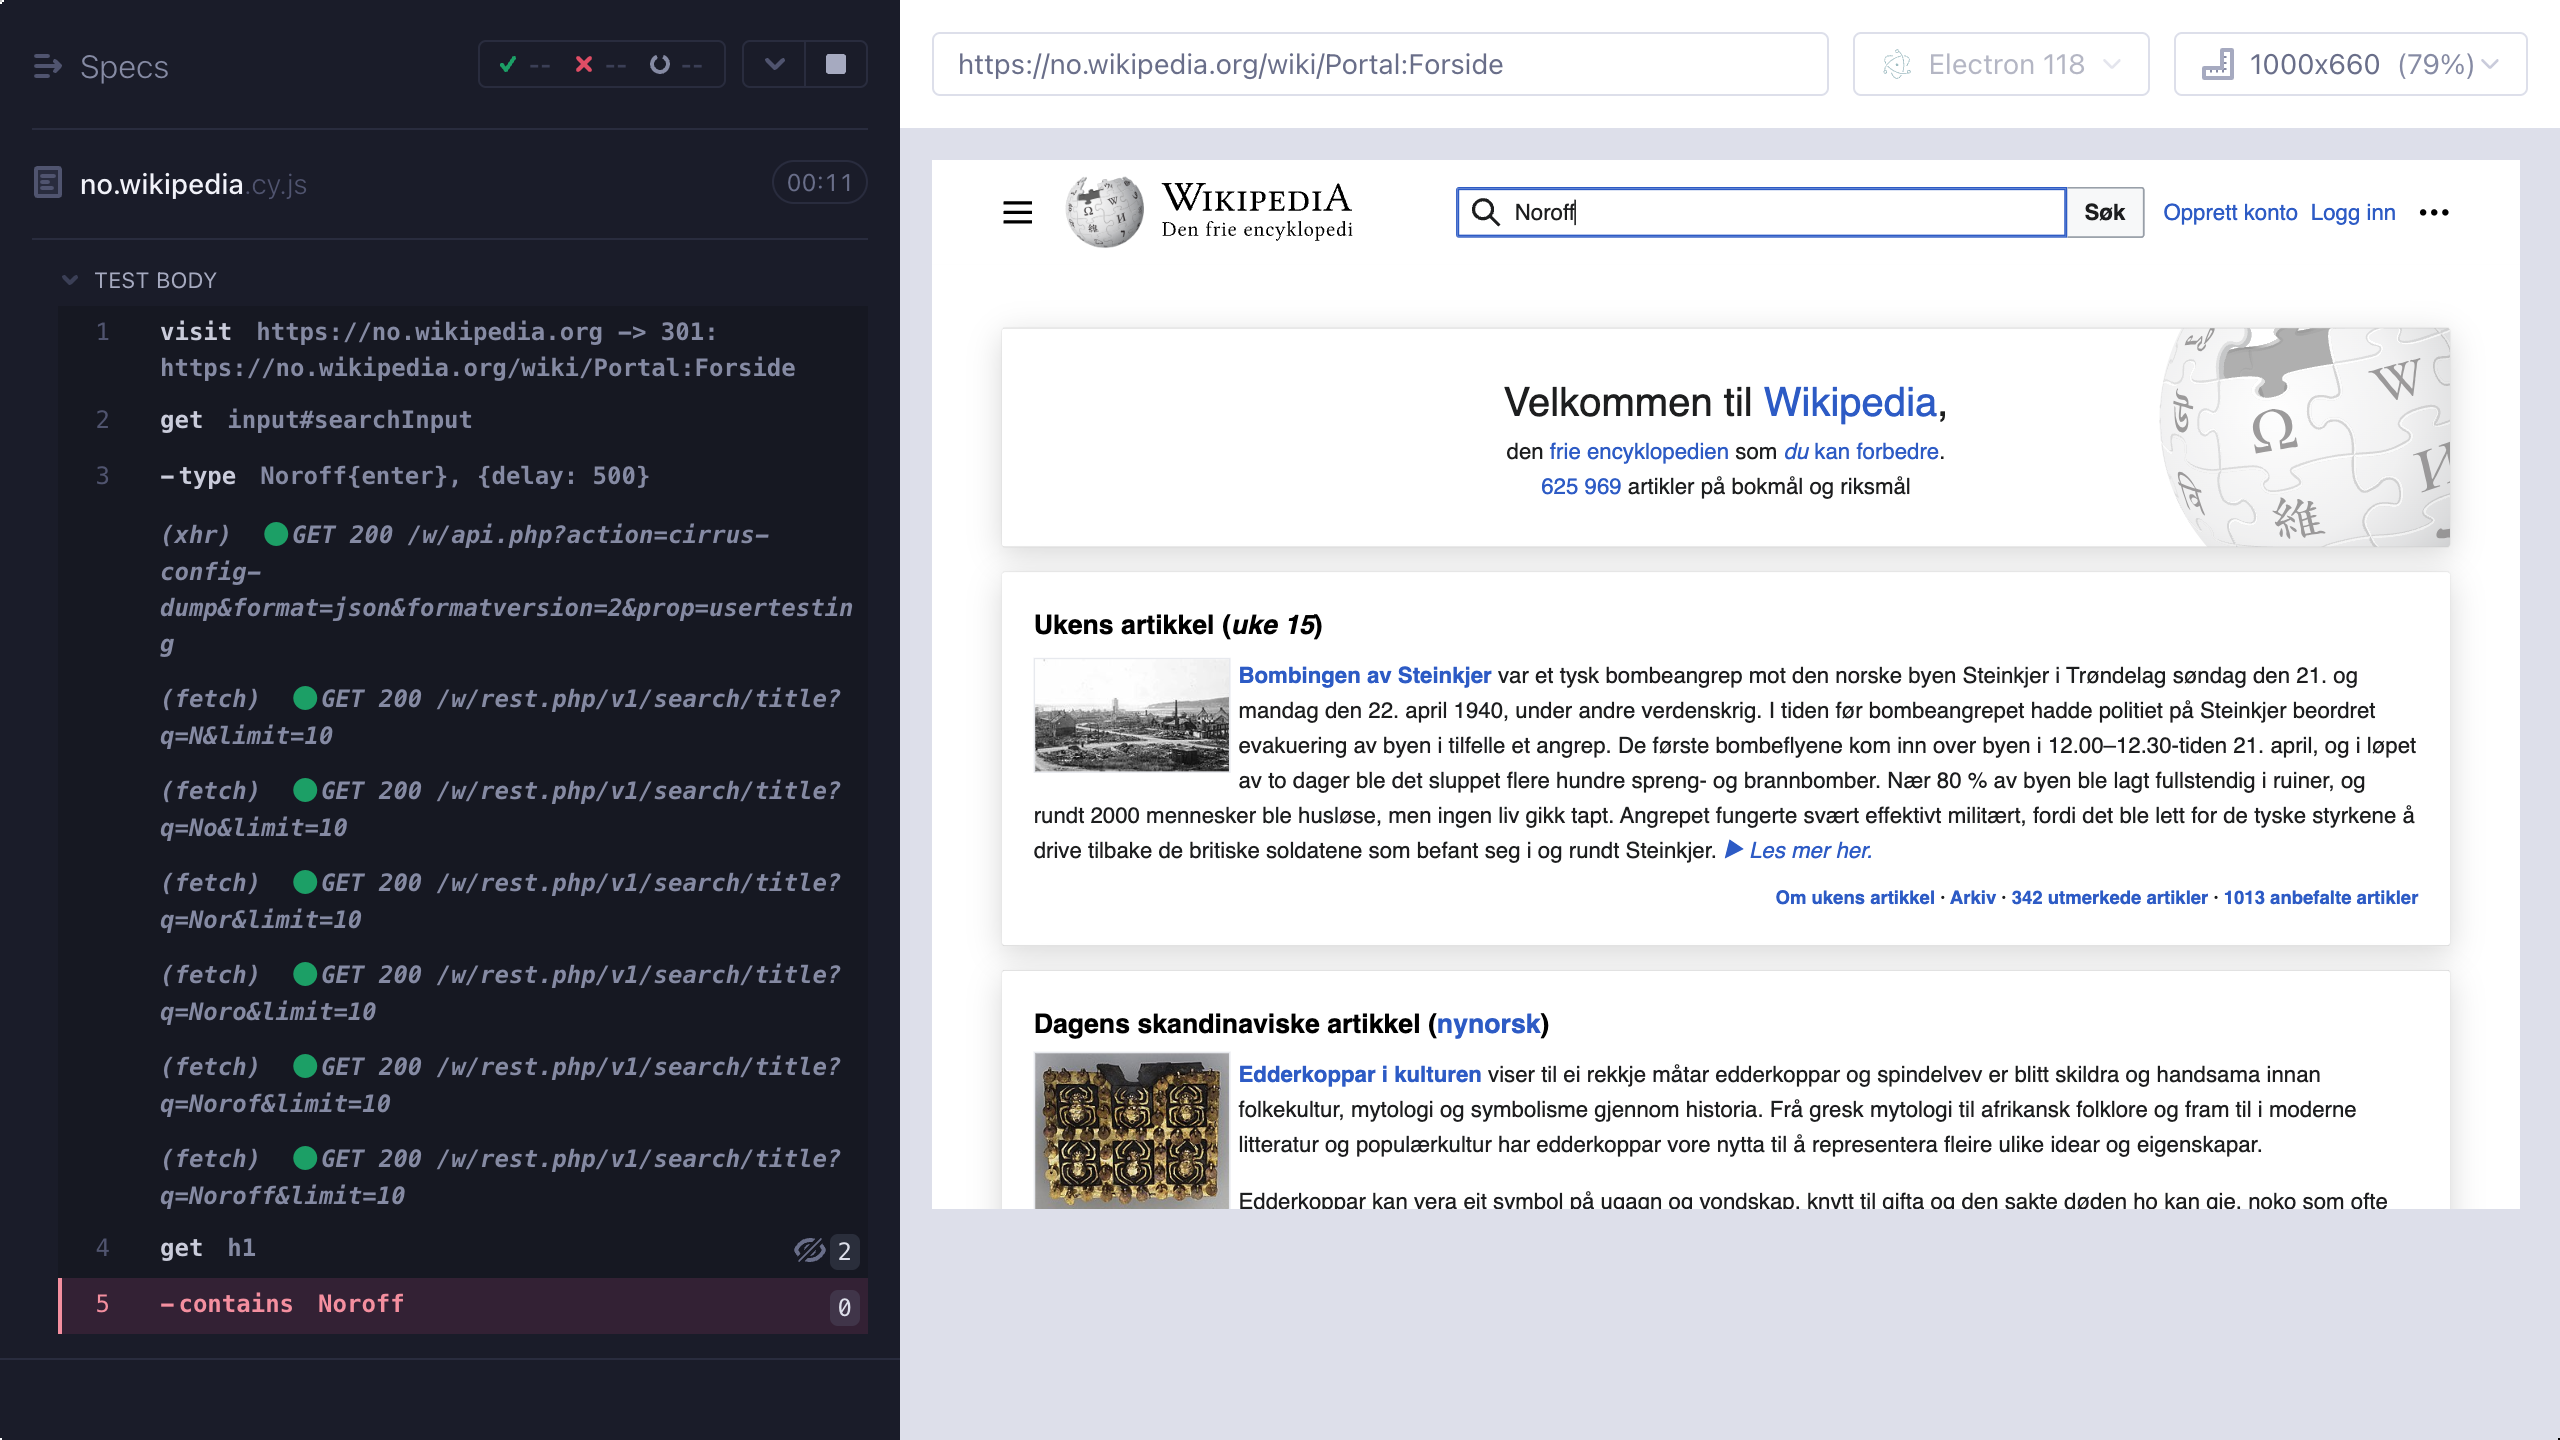 Specs
-- -- --
no.wikipedia.cy.js
00:11
TEST BODY
1 visit https://no.wikipedia.org -> 301:
https://no.wikipedia.org/wiki/Portal:Forside
2 get input#searchInput
3 -type Noroff{enter}, {delay: 500}
(xhr) GET 200 /w/api.php?action=cirrus-
config-
dump&format=json&formatversion=2&prop=usertestin
g
(fetch) GET 200 /w/rest.php/v1/search/title?
q=N&limit=10
(fetch) GET 200 /w/rest.php/v1/search/title?
q=No&limit=10
(fetch) GET 200 /w/rest.php/v1/search/title?
q=Nor&limit=10
(fetch) GET 200 /w/rest.php/v1/search/title?
q=Noro&limit=10
(fetch) GET 200 /w/rest.php/v1/search/title?
q=Norof&limit=10
(fetch) GET 200 /w/rest.php/v1/search/title?
q=Noroff&limit=10
4 get h1 2
5 -contains Noroff 0
https://no.wikipedia.org/wiki/Portal:Forside
Electron 118
1000x660 (79%)
WIKIPEDIA
Den frie encyklopedi
Noroff
Søk
Opprett konto Logg inn
Velkommen til Wikipedia,
den frie encyklopedien som du kan forbedre.
625 969 artikler på bokmål og riksmål
Ω W И 維
Ukens artikkel (uke 15)
Bombingen av Steinkjer var et tysk bombeangrep mot den norske byen Steinkjer i Trøndelag søndag den 21. og
mandag den 22. april 1940, under andre verdenskrig. I tiden før bombeangrepet hadde politiet på Steinkjer beordret
evakuering av byen i tilfelle et angrep. De første bombeflyene kom inn over byen i 12.00–12.30-tiden 21. april, og i løpet
av to dager ble det sluppet flere hundre spreng- og brannbomber. Nær 80 % av byen ble lagt fullstendig i ruiner, og
rundt 2000 mennesker ble husløse, men ingen liv gikk tapt. Angrepet fungerte svært effektivt militært, fordi det ble lett for de tyske styrkene å
drive tilbake de britiske soldatene som befant seg i og rundt Steinkjer. Les mer her.
Om ukens artikkel · Arkiv · 342 utmerkede artikler · 1013 anbefalte artikler
Dagens skandinaviske artikkel (nynorsk)
Edderkoppar i kulturen viser til ei rekkje måtar edderkoppar og spindelvev er blitt skildra og handsama innan
folkekultur, mytologi og symbolisme gjennom historia. Frå gresk mytologi til afrikansk folklore og fram til i moderne
litteratur og populærkultur har edderkoppar vore nytta til å representera fleire ulike idear og eigenskapar.
Edderkoppar kan vera eit symbol på ugagn og vondskap, knytt til gifta og den sakte døden ho kan gje, noko som ofte